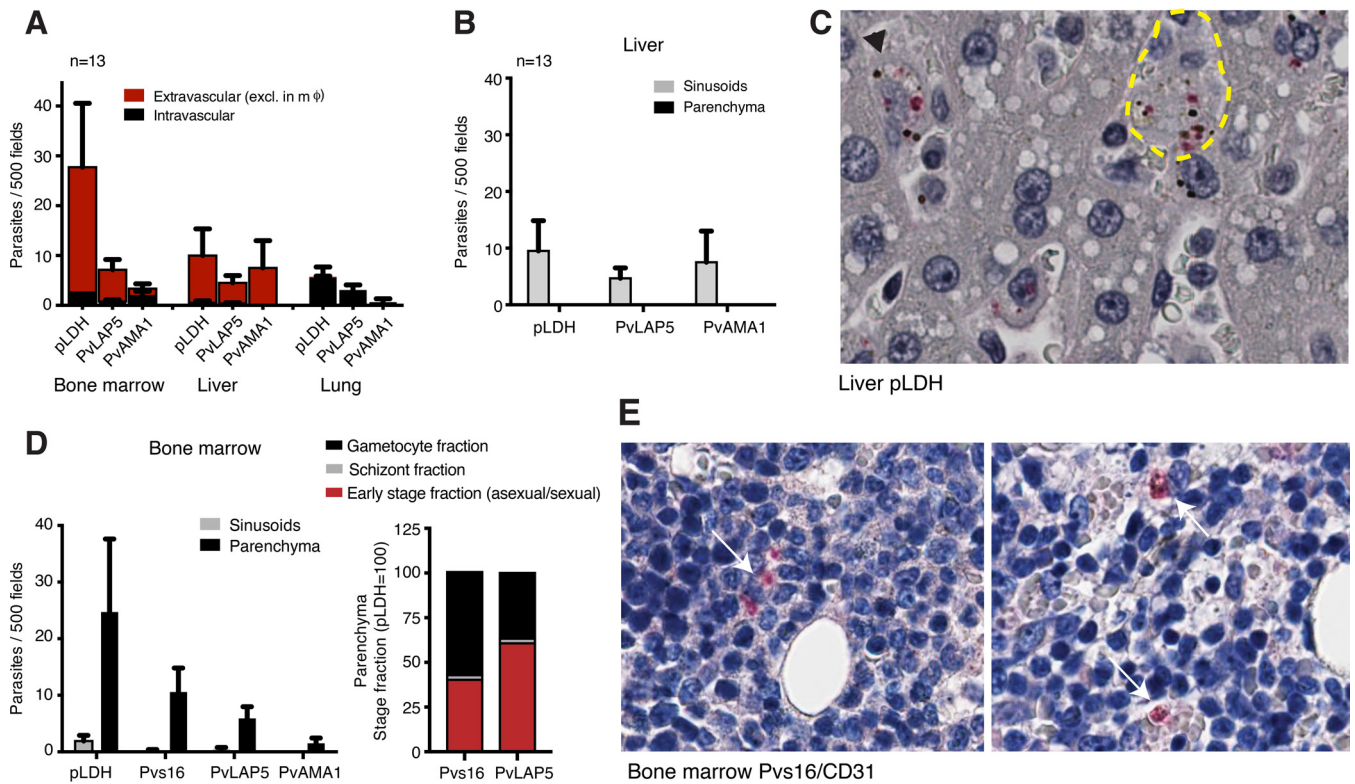 A
n=13
Parasites / 500 fields
40
30
20
10
0
Extravascular (excl. in m ϕ)
Intravascular
pLDH
PvLAP5
PvAMA1
pLDH
PvLAP5
PvAMA1
pLDH
PvLAP5
PvAMA1
Bone marrow
Liver
Lung
B
Liver
n=13
Parasites / 500 fields
40
30
20
10
0
Sinusoids
Parenchyma
pLDH
PvLAP5
PvAMA1
C
Liver pLDH
D
Bone marrow
Parasites / 500 fields
40
30
20
10
0
Sinusoids
Parenchyma
pLDH
Pvs16
PvLAP5
PvAMA1
Gametocyte fraction
Schizont fraction
Early stage fraction (asexual/sexual)
Parenchyma
Stage fraction (pLDH=100)
125
100
75
50
25
0
Pvs16
PvLAP5
E
Bone marrow Pvs16/CD31